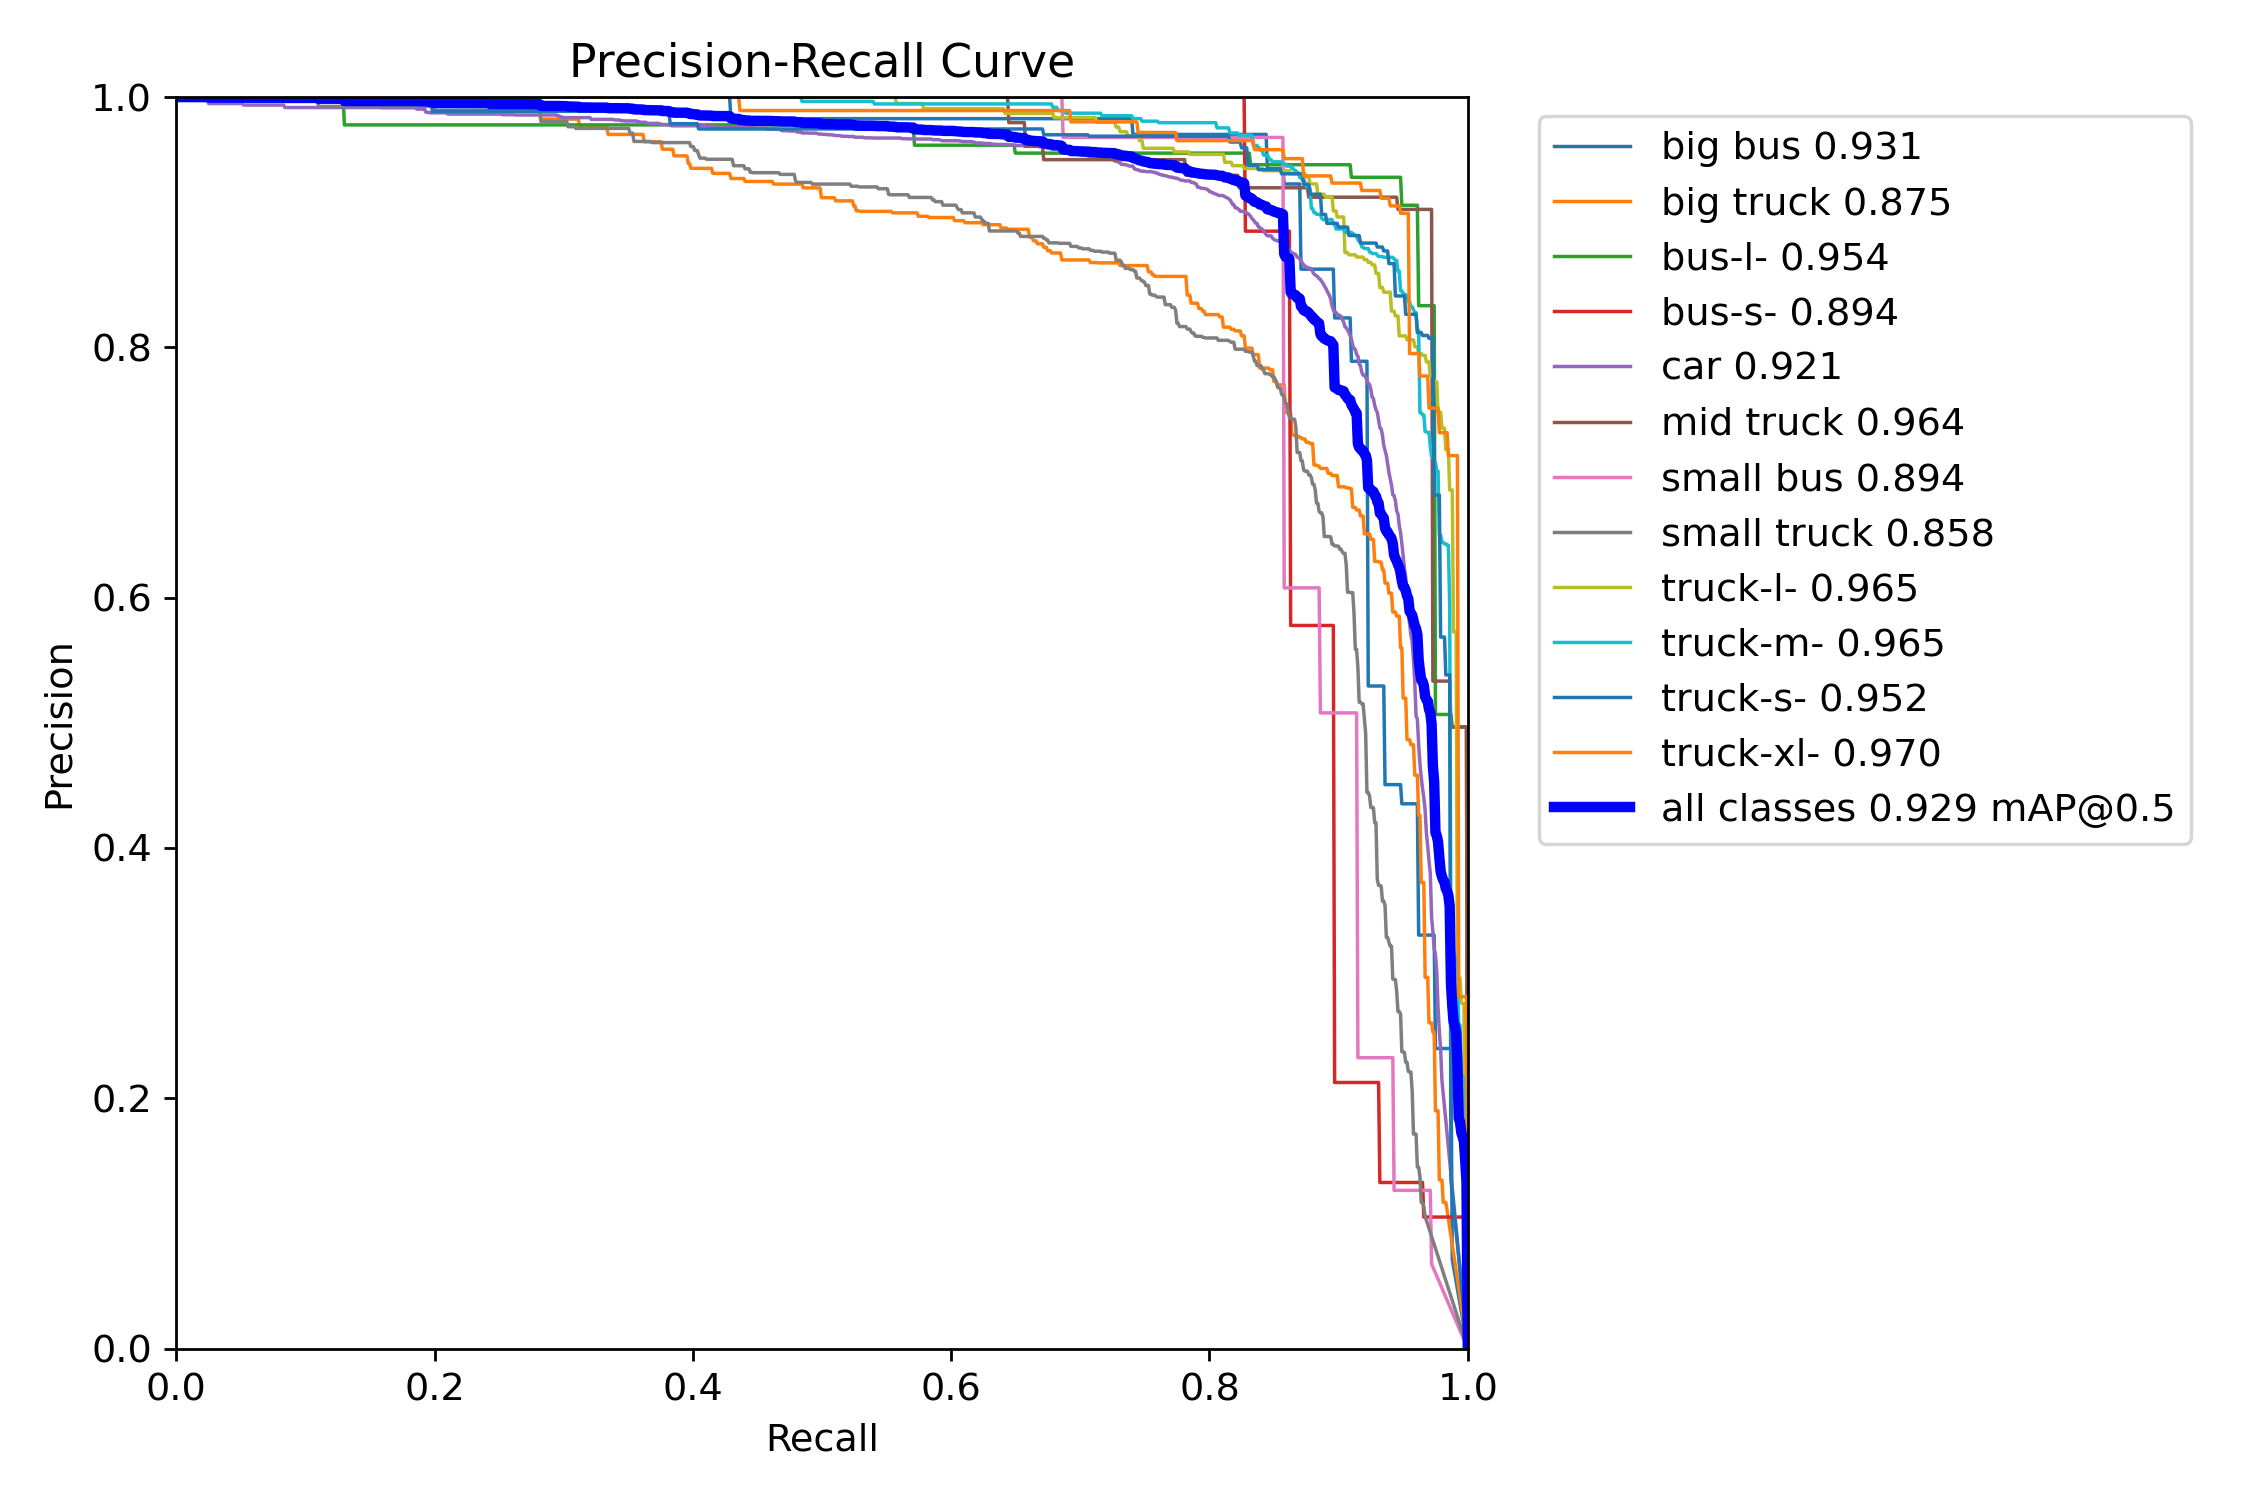 Precision-Recall Curve
1.0
0.8
0.6
0.4
0.2
0.0
Precision
0.0 0.2 0.4 0.6 0.8 1.0
Recall
big bus 0.931
big truck 0.875
bus-l- 0.954
bus-s- 0.894
car 0.921
mid truck 0.964
small bus 0.894
small truck 0.858
truck-l- 0.965
truck-m- 0.965
truck-s- 0.952
truck-xl- 0.970
all classes 0.929 mAP@0.5